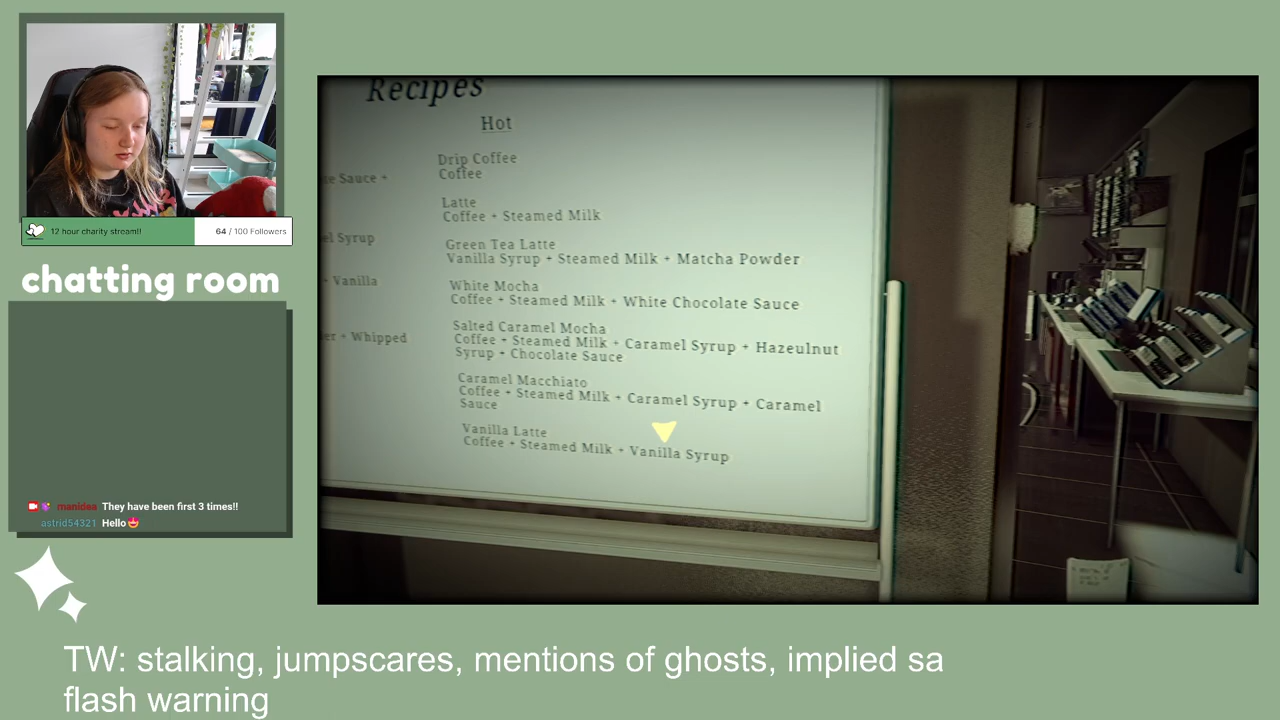 12 hour charity stream!!
64 / 100 Followers
chatting room
manidea They have been first 3 times!!
astrid54321 Hello
Recipes
Hot
Drip Coffee
Coffee
Latte
Coffee + Steamed Milk
Green Tea Latte
Vanilla Syrup + Steamed Milk + Matcha Powder
White Mocha
Coffee + Steamed Milk + White Chocolate Sauce
Salted Caramel Mocha
Coffee + Steamed Milk + Caramel Syrup + Hazeulnut
Syrup + Chocolate Sauce
Caramel Macchiato
Coffee + Steamed Milk + Caramel Syrup + Caramel
Sauce
Vanilla Latte
Coffee + Steamed Milk + Vanilla Syrup
Sauce +
Syrup
+ Vanilla
+ Whipped
TW: stalking, jumpscares, mentions of ghosts, implied sa
flash warning